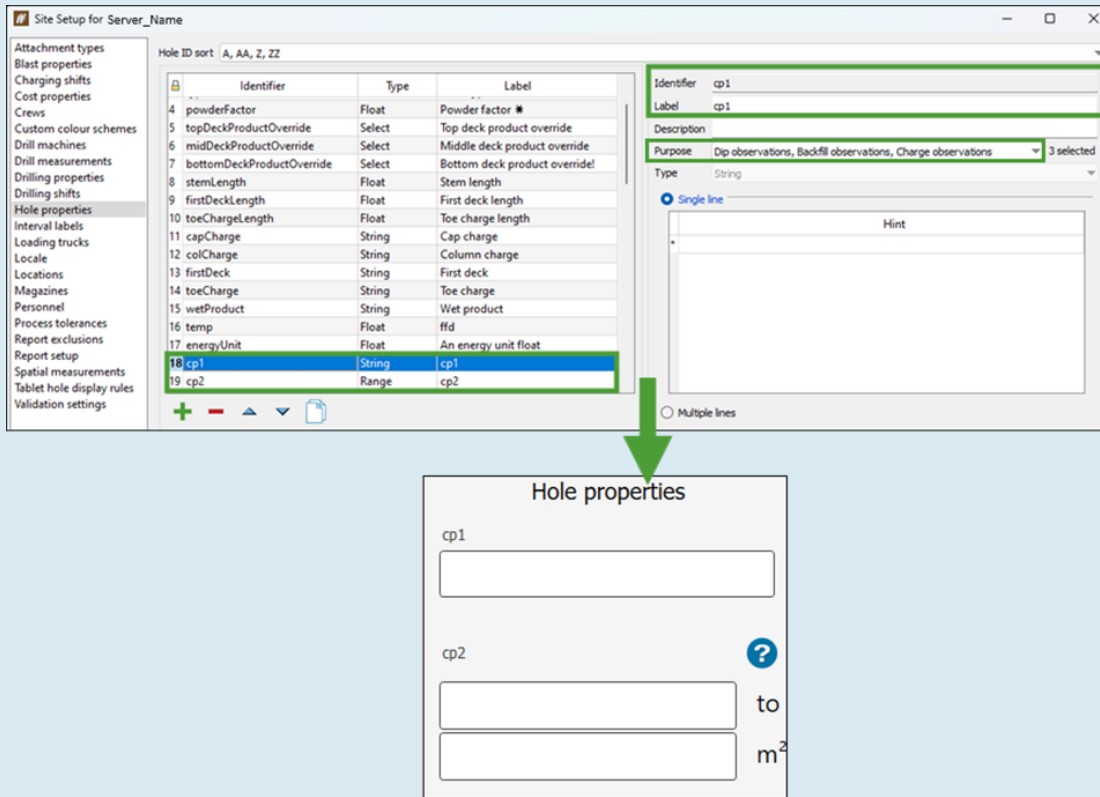 Site Setup for Server_Name
Attachment types
Blast properties
Charging shifts
Cost properties
Crews
Custom colour schemes
Drill machines
Drill measurements
Drilling properties
Drilling shifts
Hole properties
Interval labels
Loading trucks
Locale
Locations
Magazines
Personnel
Process tolerances
Report exclusions
Report setup
Spatial measurements
Tablet hole display rules
Validation settings
Hole ID sort A, AA, Z, ZZ
Identifier Type Label
4 powderFactor Float Powder factor ✱
5 topDeckProductOverride Select Top deck product override
6 midDeckProductOverride Select Middle deck product override
7 bottomDeckProductOverride Select Bottom deck product override!
8 stemLength Float Stem length
9 firstDeckLength Float First deck length
10 toeChargeLength Float Toe charge length
11 capCharge String Cap charge
12 colCharge String Column charge
13 firstDeck String First deck
14 toeCharge String Toe charge
15 wetProduct String Wet product
16 temp Float ffd
17 energyUnit Float An energy unit float
18 cp1 String cp1
19 cp2 Range cp2
Identifier cp1
Label cp1
Description
Purpose Dip observations, Backfill observations, Charge observations 3 selected
Type String
Single line
Hint
*
Multiple lines
Hole properties
cp1
cp2 ?
to
m²